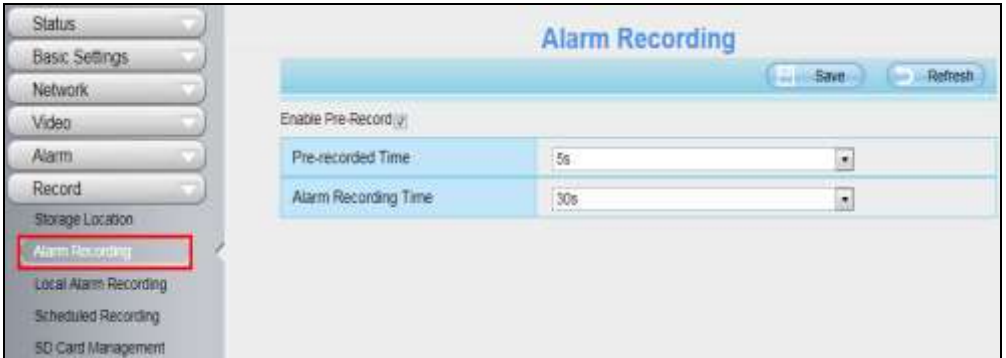 Status
Basic Settings
Network
Video
Alarm
Record
Storage Location
Alarm Recording
Local Alarm Recording
Scheduled Recording
SD Card Management
Alarm Recording
Save
Refresh
Enable Pre-Record
Pre-recorded Time
5s
Alarm Recording Time
30s